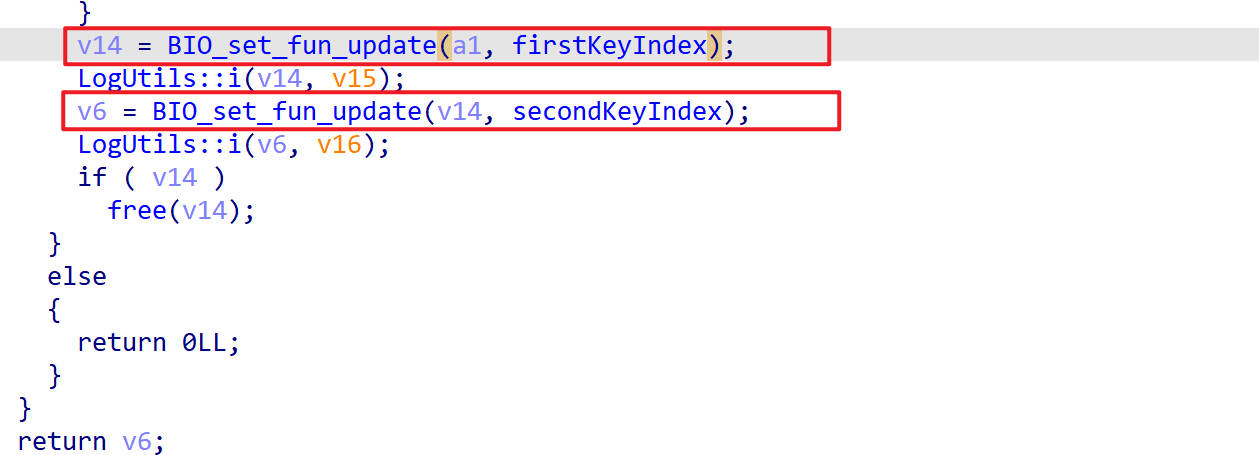 }
v14 = BIO_set_fun_update(a1, firstKeyIndex);
LogUtils::i(v14, v15);
v6 = BIO_set_fun_update(v14, secondKeyIndex);
LogUtils::i(v6, v16);
if ( v14 )
free(v14);
}
else
{
return 0LL;
}
}
return v6;